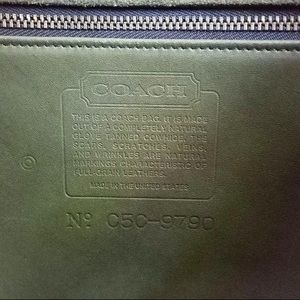 COACH
THIS IS A COACH BAG. IT IS MADE
OUT OF A COMPLETELY NATURAL
GLOVE TANNED COWHIDE. THE
SCARS, SCRATCHES, VEINS,
AND WRINKLES ARE NATURAL
MARKINGS CHARACTERISTIC OF
FULL-GRAIN LEATHERS.
MADE IN THE UNITED STATES
Nº C5C-9790